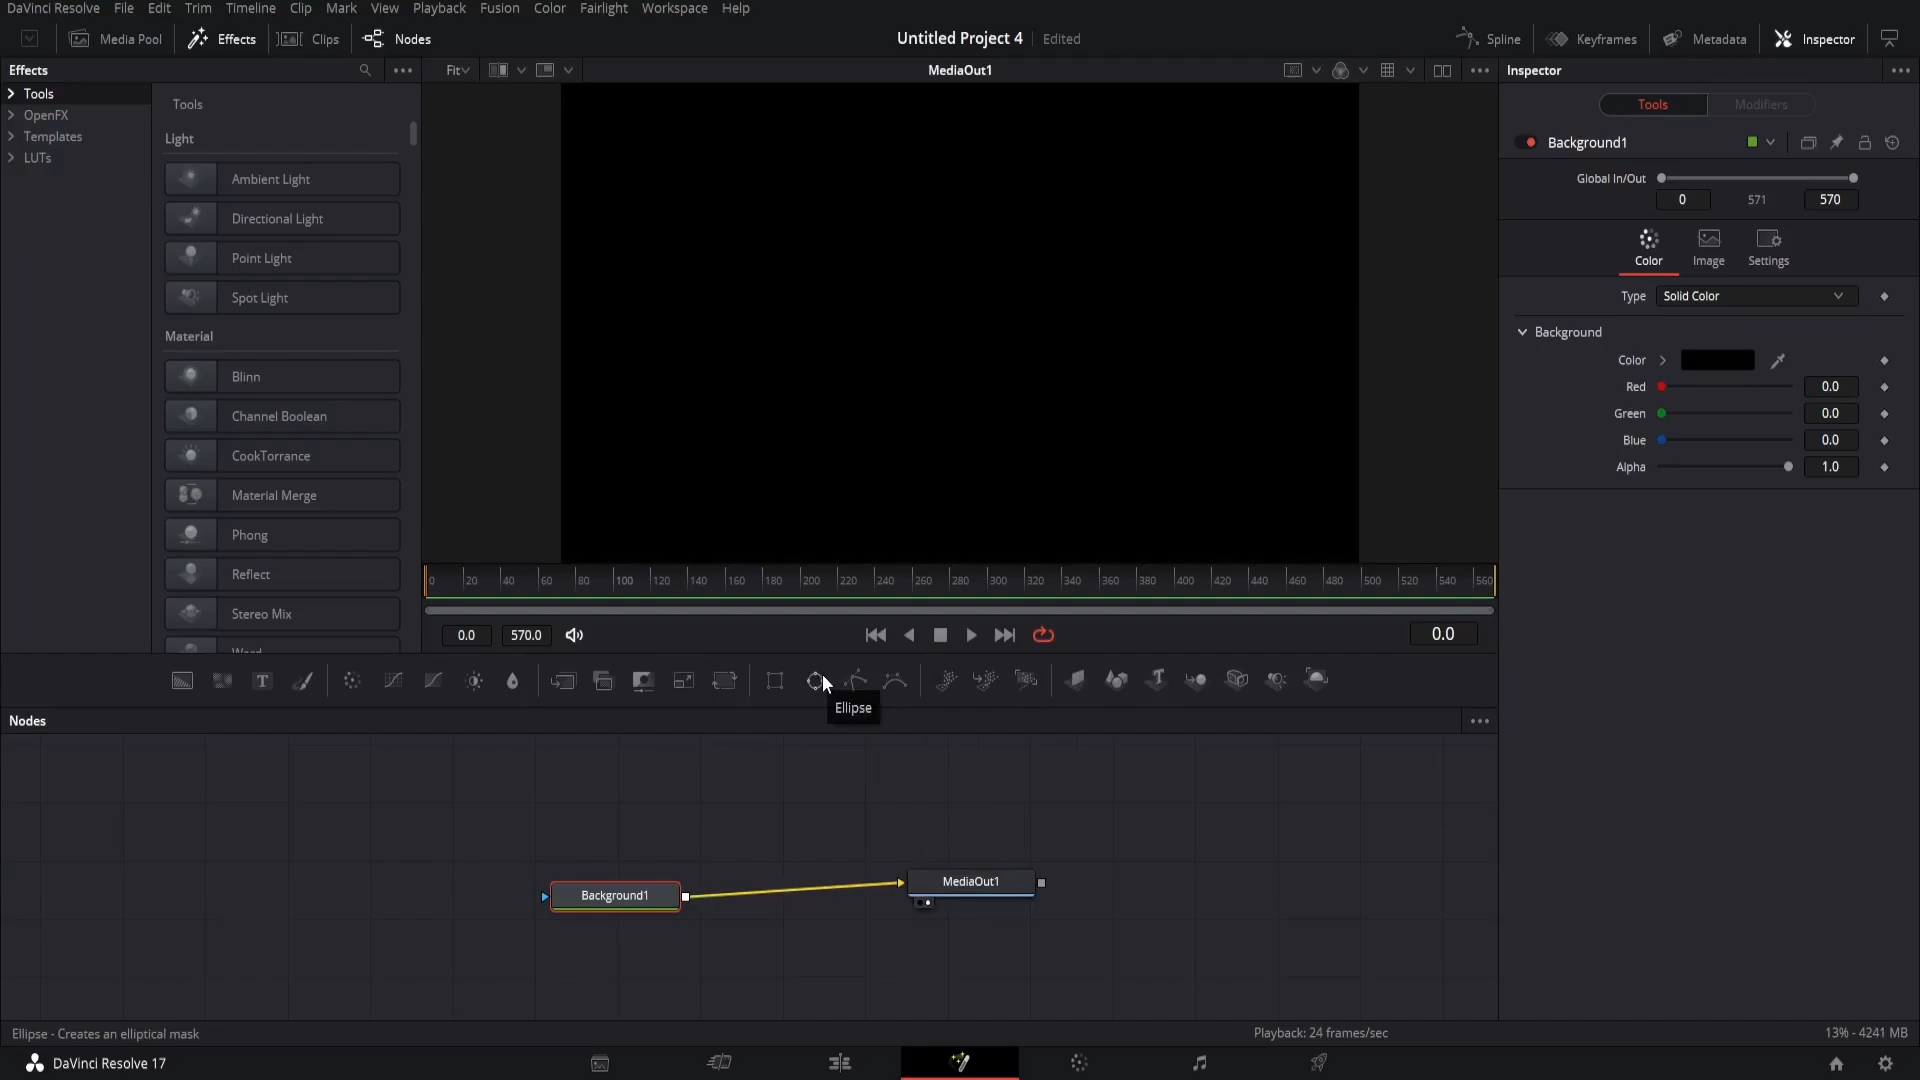 DaVinci Resolve File Edit Trim Timeline Clip Mark View Playback Fusion Color Fairlight Workspace Help
Media Pool Effects Clips Nodes Untitled Project 4 Edited Spline Keyframes Metadata Inspector
Effects Fit MediaOut1 Inspector
Tools
OpenFX
Templates
LUTs
Tools
Light
Ambient Light
Directional Light
Point Light
Spot Light
Material
Blinn
Channel Boolean
CookTorrance
Material Merge
Phong
Reflect
Stereo Mix
Ward
0 20 40 60 80 100 120 140 160 180 200 220 240 260 280 300 320 340 360 380 400 420 440 460 480 500 520 540 560
0.0 570.0 0.0
T
Ellipse
Tools Modifiers
Background1
Global In/Out
0 571 570
Color Image Settings
Type Solid Color
Background
Color
Red 0.0
Green 0.0
Blue 0.0
Alpha 1.0
Nodes
Background1 MediaOut1
Ellipse - Creates an elliptical mask Playback: 24 frames/sec 13% - 4241 MB
DaVinci Resolve 17